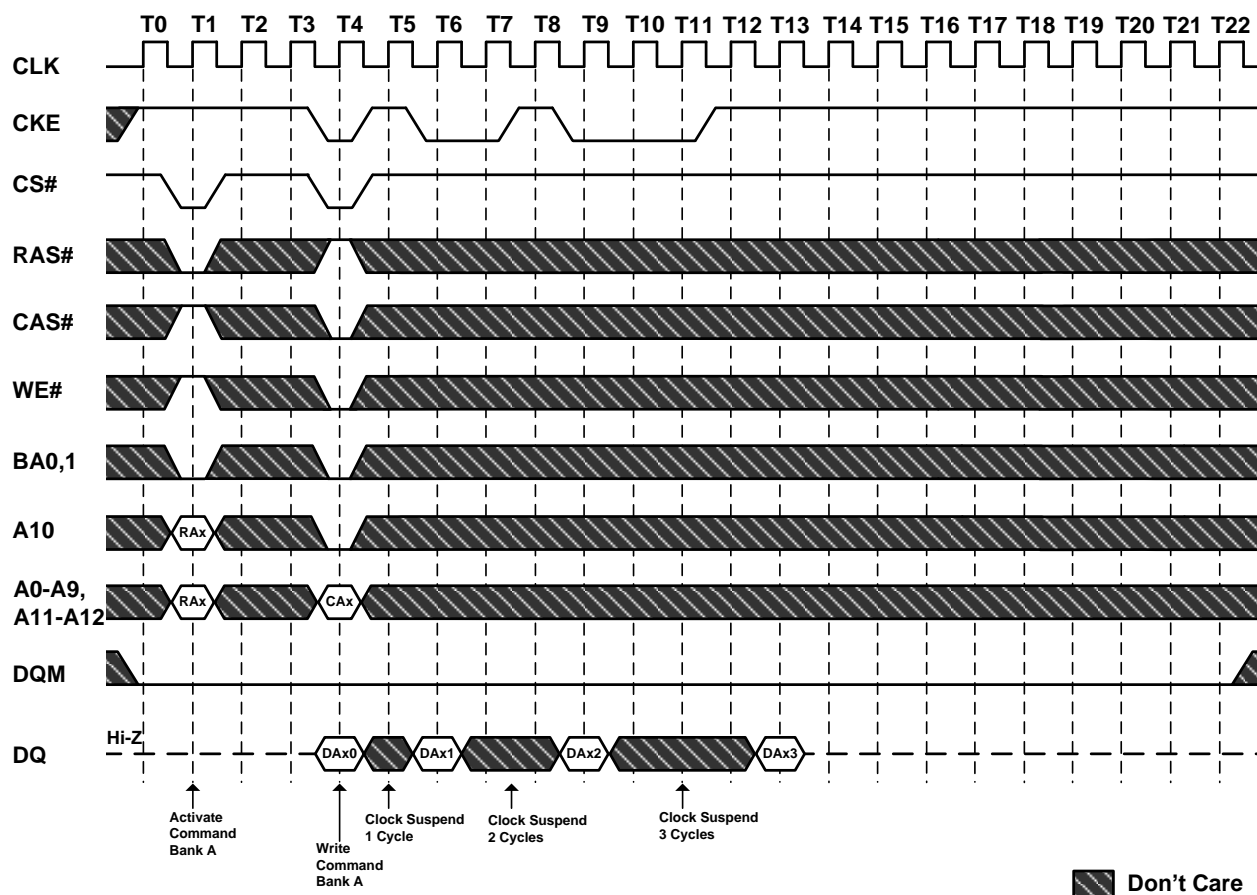 T0 T1 T2 T3 T4 T5 T6 T7 T8 T9 T10 T11 T12 T13 T14 T15 T16 T17 T18 T19 T20 T21 T22
CLK
CKE
CS#
RAS#
CAS#
WE#
BA0,1
A10
RAx
A0-A9,
A11-A12
RAx
CAx
DQM
DQ
Hi-Z
DAx0
DAx1
DAx2
DAx3
Activate
Command
Bank A
Write
Command
Bank A
Clock Suspend
1 Cycle
Clock Suspend
2 Cycles
Clock Suspend
3 Cycles
Don't Care